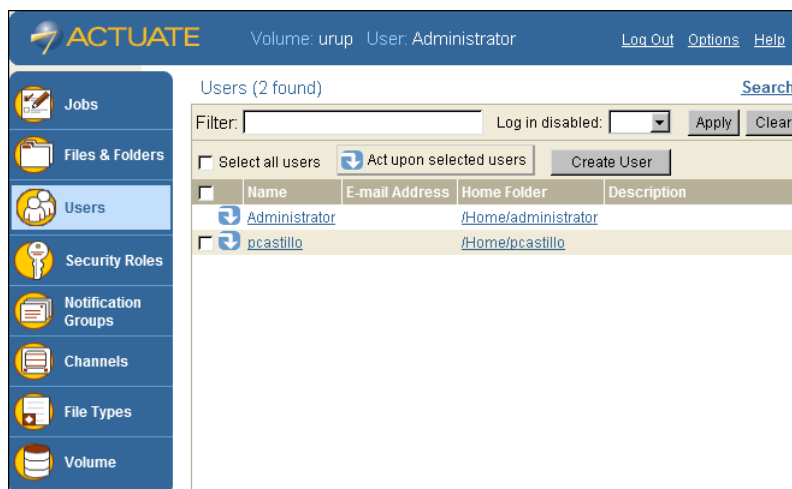 ACTUATE Volume: urup User: Administrator Log Out Options Help
Jobs
Files & Folders
Users
Security Roles
Notification
Groups
Channels
File Types
Volume
Users (2 found) Search
Filter: Log in disabled: Apply Clear
Select all users Act upon selected users Create User
Name E-mail Address Home Folder Description
Administrator /Home/administrator
pcastillo /Home/pcastillo